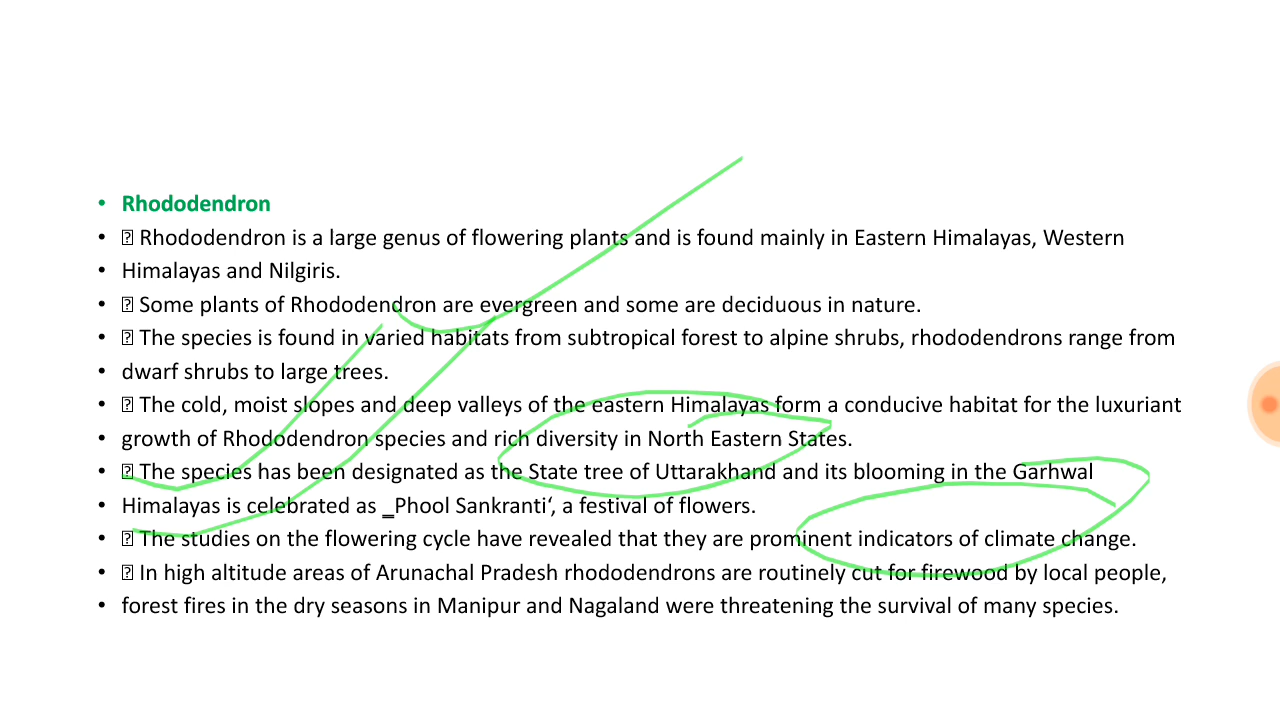 • Rhododendron
• ⍰ Rhododendron is a large genus of flowering plants and is found mainly in Eastern Himalayas, Western
• Himalayas and Nilgiris.
• ⍰ Some plants of Rhododendron are evergreen and some are deciduous in nature.
• ⍰ The species is found in varied habitats from subtropical forest to alpine shrubs, rhododendrons range from
• dwarf shrubs to large trees.
• ⍰ The cold, moist slopes and deep valleys of the eastern Himalayas form a conducive habitat for the luxuriant
• growth of Rhododendron species and rich diversity in North Eastern States.
• ⍰ The species has been designated as the State tree of Uttarakhand and its blooming in the Garhwal
• Himalayas is celebrated as ‗Phool Sankranti‘, a festival of flowers.
• ⍰ The studies on the flowering cycle have revealed that they are prominent indicators of climate change.
• ⍰ In high altitude areas of Arunachal Pradesh rhododendrons are routinely cut for firewood by local people,
• forest fires in the dry seasons in Manipur and Nagaland were threatening the survival of many species.